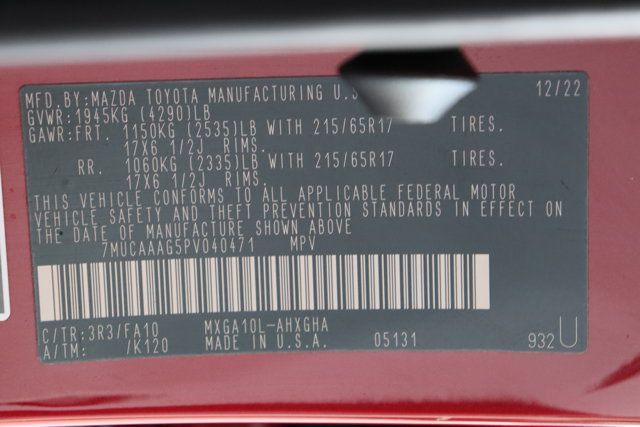 MFD.BY:MAZDA TOYOTA MANUFACTURING U.S 12/22
GVWR:1945KG (4290)LB
GAWR:FRT. 1150KG (2535)LB WITH 215/65R17 TIRES.
17X6 1/2J RIMS.
RR. 1060KG (2335)LB WITH 215/65R17 TIRES.
17X6 1/2J RIMS.
THIS VEHICLE CONFORMS TO ALL APPLICABLE FEDERAL MOTOR
VEHICLE SAFETY AND THEFT PREVENTION STANDARDS IN EFFECT ON
THE DATE OF MANUFACTURE SHOWN ABOVE
7MUCAAAG5PV040471 MPV
C/TR:3R3/FA10 MXGA10L-AHXGHA
A/TM: /K120 MADE IN U.S.A. 05131 932U